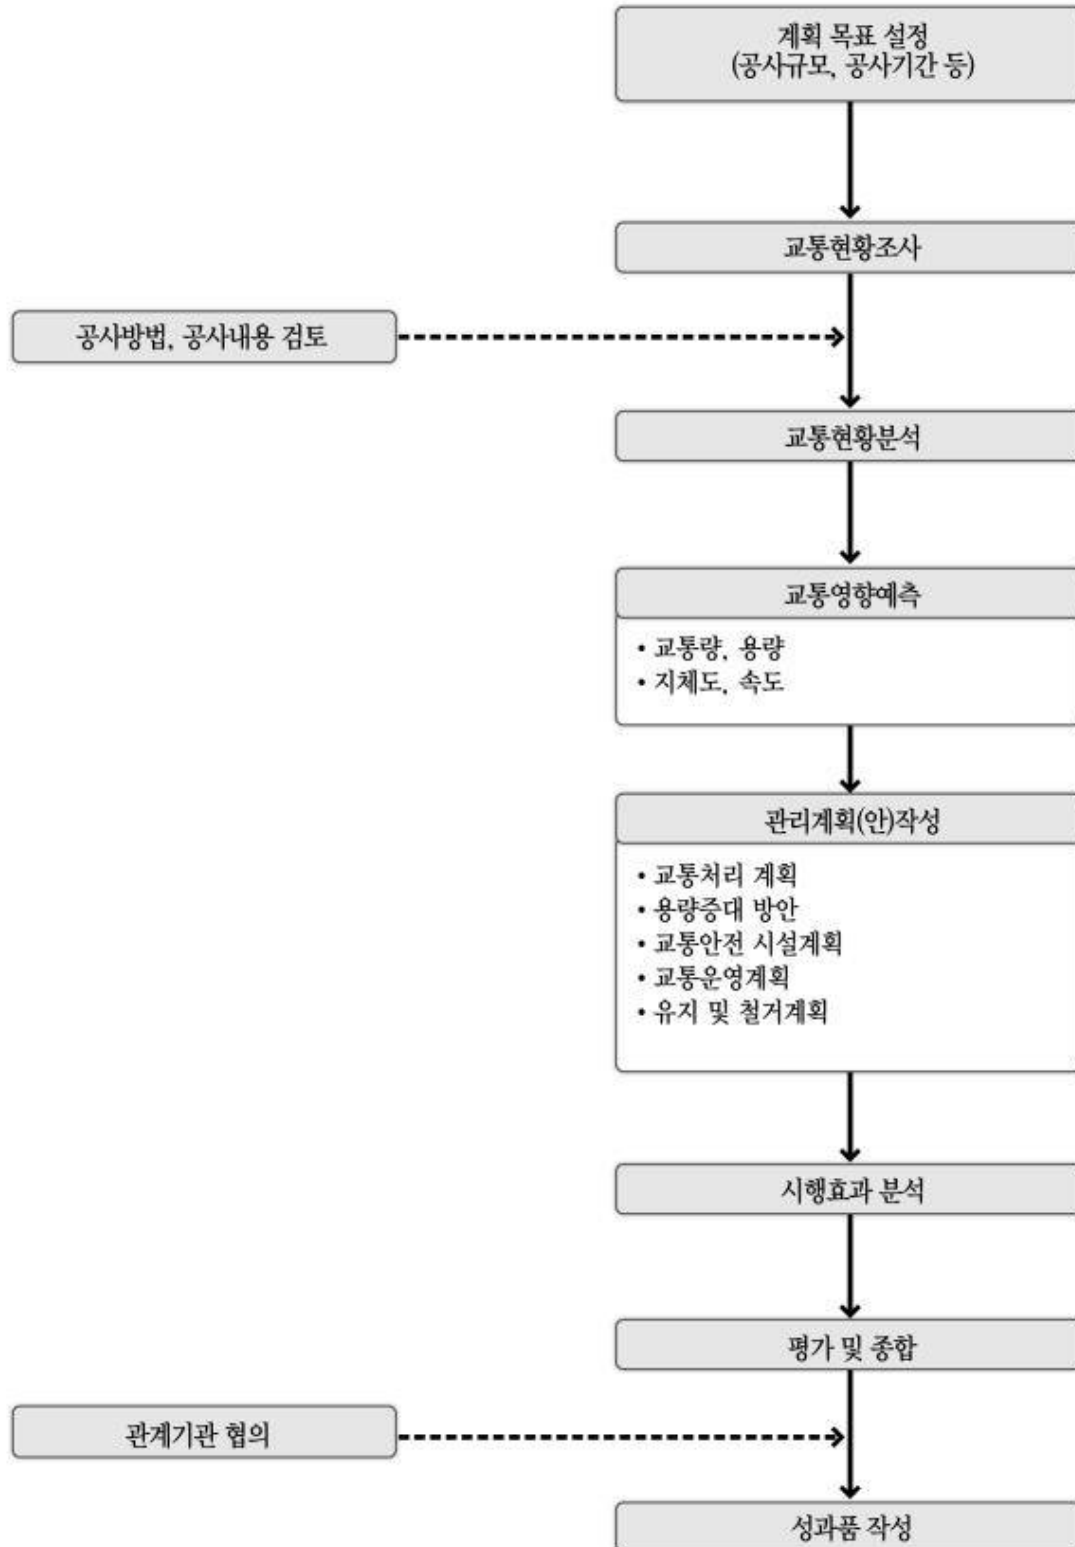 계획 목표 설정
(공사규모, 공사기간 등)
교통현황조사
공사방법, 공사내용 검토
교통현황분석
교통영향예측
• 교통량, 용량
• 지체도, 속도
관리계획(안)작성
• 교통처리 계획
• 용량증대 방안
• 교통안전 시설계획
• 교통운영계획
• 유지 및 철거계획
시행효과 분석
평가 및 종합
관계기관 협의
성과품 작성